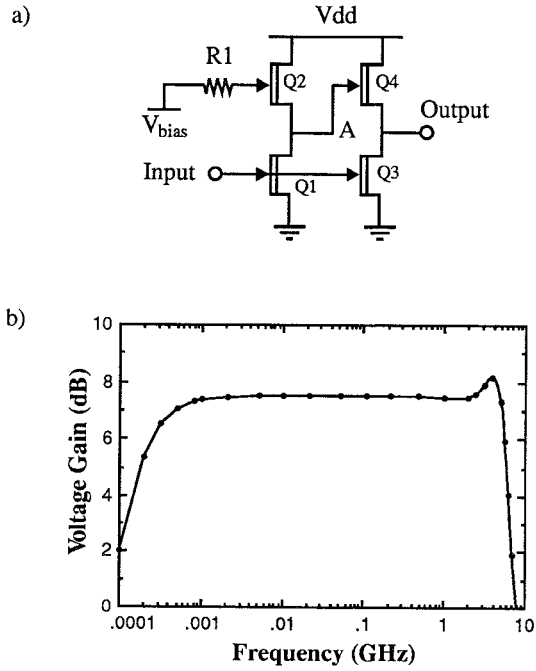 a)
Vdd
R1
Q2
Q4
Output
V_bias
A
Input
Q1
Q3
b)
10
8
6
4
2
0
Voltage Gain (dB)
.0001
.001
.01
.1
1
10
Frequency (GHz)